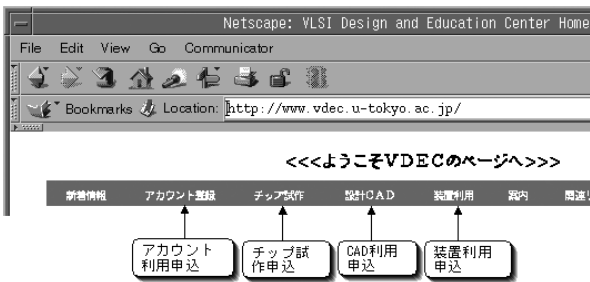 Netscape: VLSI Design and Education Center Home
File Edit View Go Communicator
Bookmarks Location: http://www.vdec.u-tokyo.ac.jp/
<<<ようこそVDECのページへ>>>
新着情報 アカウント登録 チップ試作 設計CAD 装置利用 案内 関連リ
アカウント
利用申込
チップ試
作申込
CAD利用
申込
装置利用
申込